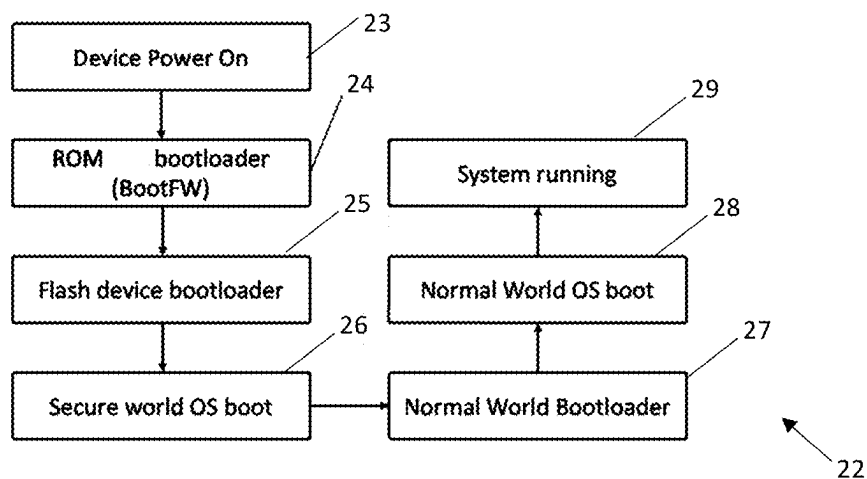 23
Device Power On
24
ROM bootloader
(BootFW)
25
Flash device bootloader
26
Secure world OS boot
27
Normal World Bootloader
28
Normal World OS boot
29
System running
22